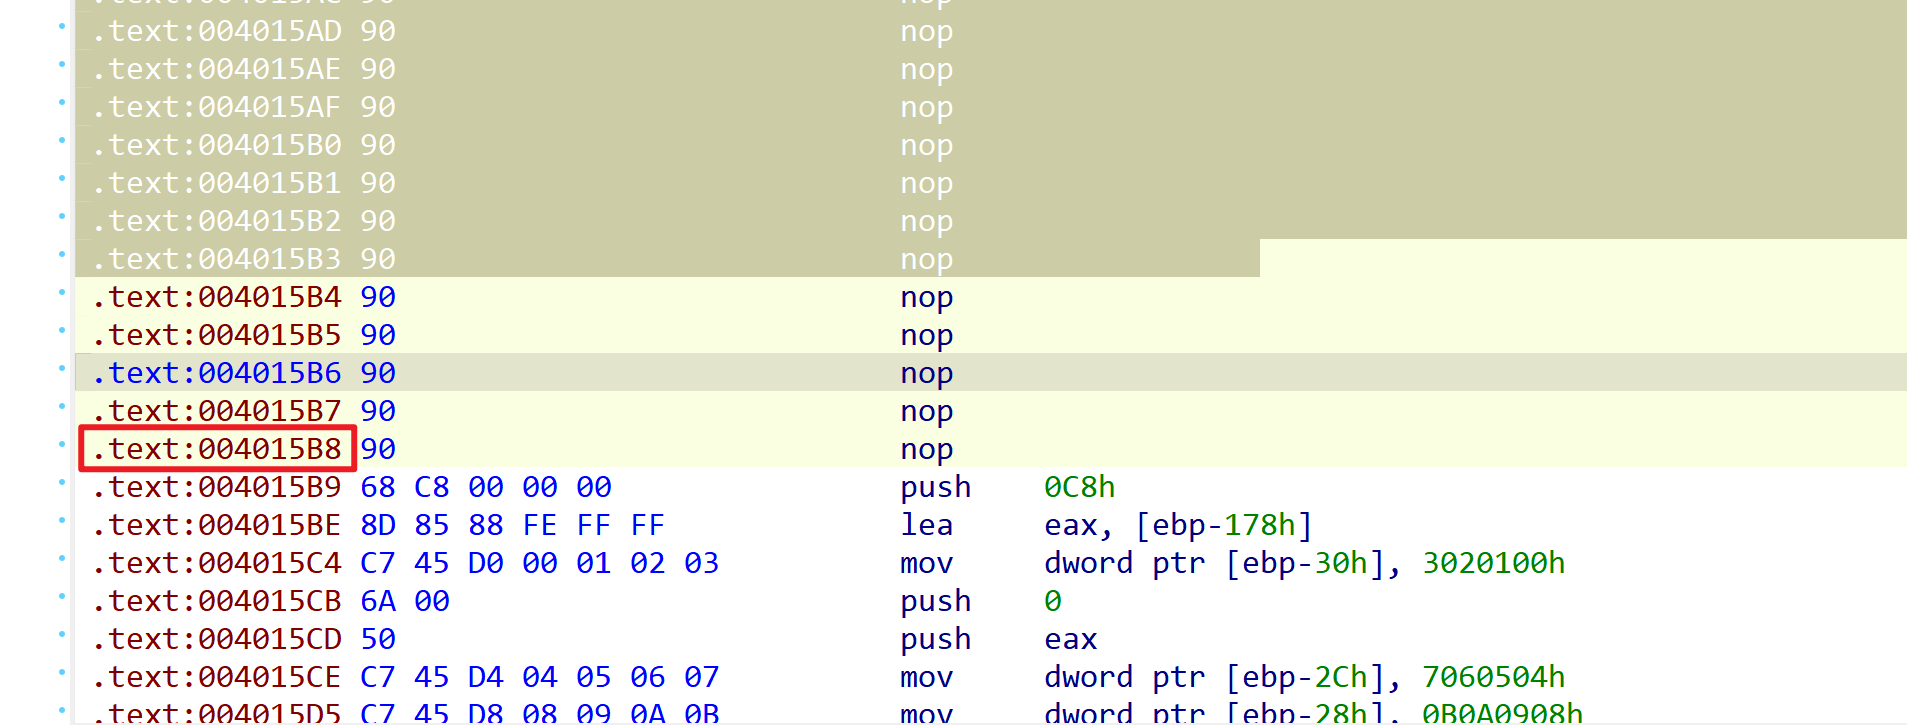 .text:004015AC 90 nop
.text:004015AD 90 nop
.text:004015AE 90 nop
.text:004015AF 90 nop
.text:004015B0 90 nop
.text:004015B1 90 nop
.text:004015B2 90 nop
.text:004015B3 90 nop
.text:004015B4 90 nop
.text:004015B5 90 nop
.text:004015B6 90 nop
.text:004015B7 90 nop
.text:004015B8 90 nop
.text:004015B9 68 C8 00 00 00 push 0C8h
.text:004015BE 8D 85 88 FE FF FF lea eax, [ebp-178h]
.text:004015C4 C7 45 D0 00 01 02 03 mov dword ptr [ebp-30h], 3020100h
.text:004015CB 6A 00 push 0
.text:004015CD 50 push eax
.text:004015CE C7 45 D4 04 05 06 07 mov dword ptr [ebp-2Ch], 7060504h
.text:004015D5 C7 45 D8 08 09 0A 0B mov dword ptr [ebp-28h], 0B0A0908h